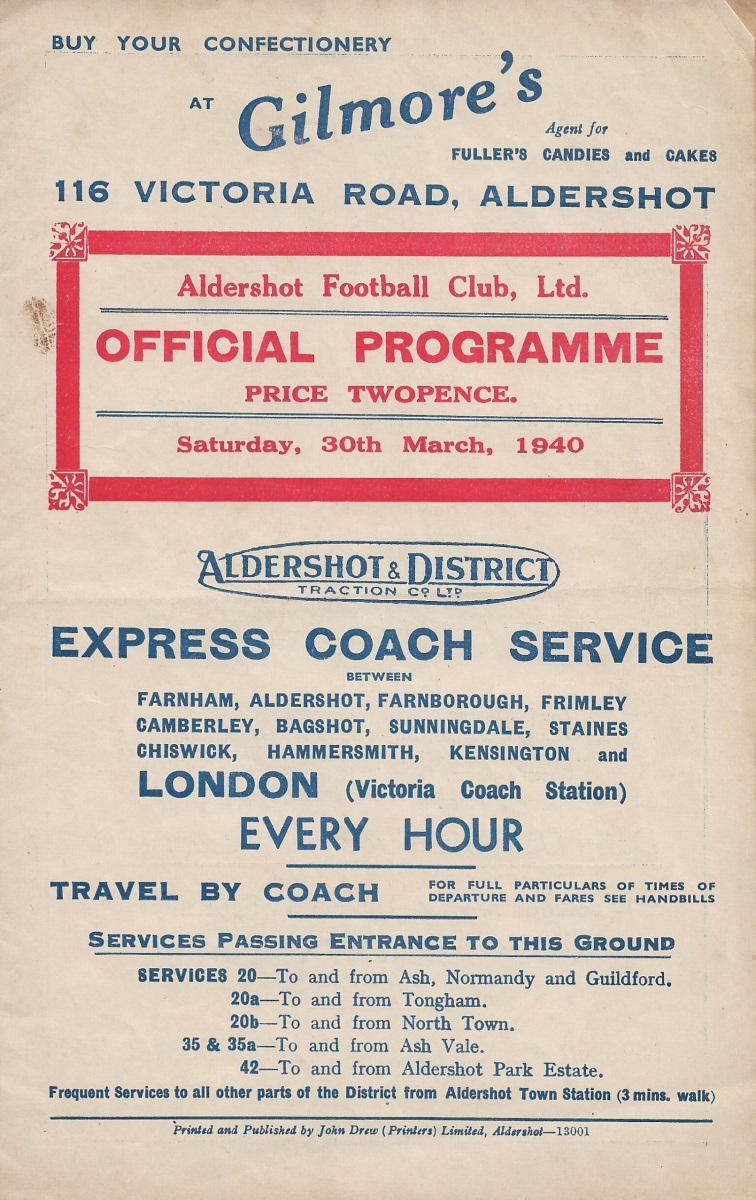 BUY YOUR CONFECTIONERY
AT Gilmore's
Agent for
FULLER'S CANDIES and CAKES
116 VICTORIA ROAD, ALDERSHOT
Aldershot Football Club, Ltd.
OFFICIAL PROGRAMME
PRICE TWOPENCE.
Saturday, 30th March, 1940
ALDERSHOT & DISTRICT
TRACTION CO LTD
EXPRESS COACH SERVICE
BETWEEN
FARNHAM, ALDERSHOT, FARNBOROUGH, FRIMLEY
CAMBERLEY, BAGSHOT, SUNNINGDALE, STAINES
CHISWICK, HAMMERSMITH, KENSINGTON and
LONDON (Victoria Coach Station)
EVERY HOUR
TRAVEL BY COACH
FOR FULL PARTICULARS OF TIMES OF
DEPARTURE AND FARES SEE HANDBILLS
SERVICES PASSING ENTRANCE TO THIS GROUND
SERVICES 20—To and from Ash, Normandy and Guildford.
20a—To and from Tongham.
20b—To and from North Town.
35 & 35a—To and from Ash Vale.
42—To and from Aldershot Park Estate.
Frequent Services to all other parts of the District from Aldershot Town Station (3 mins. walk)
Printed and Published by John Drew (Printers) Limited, Aldershot—13001